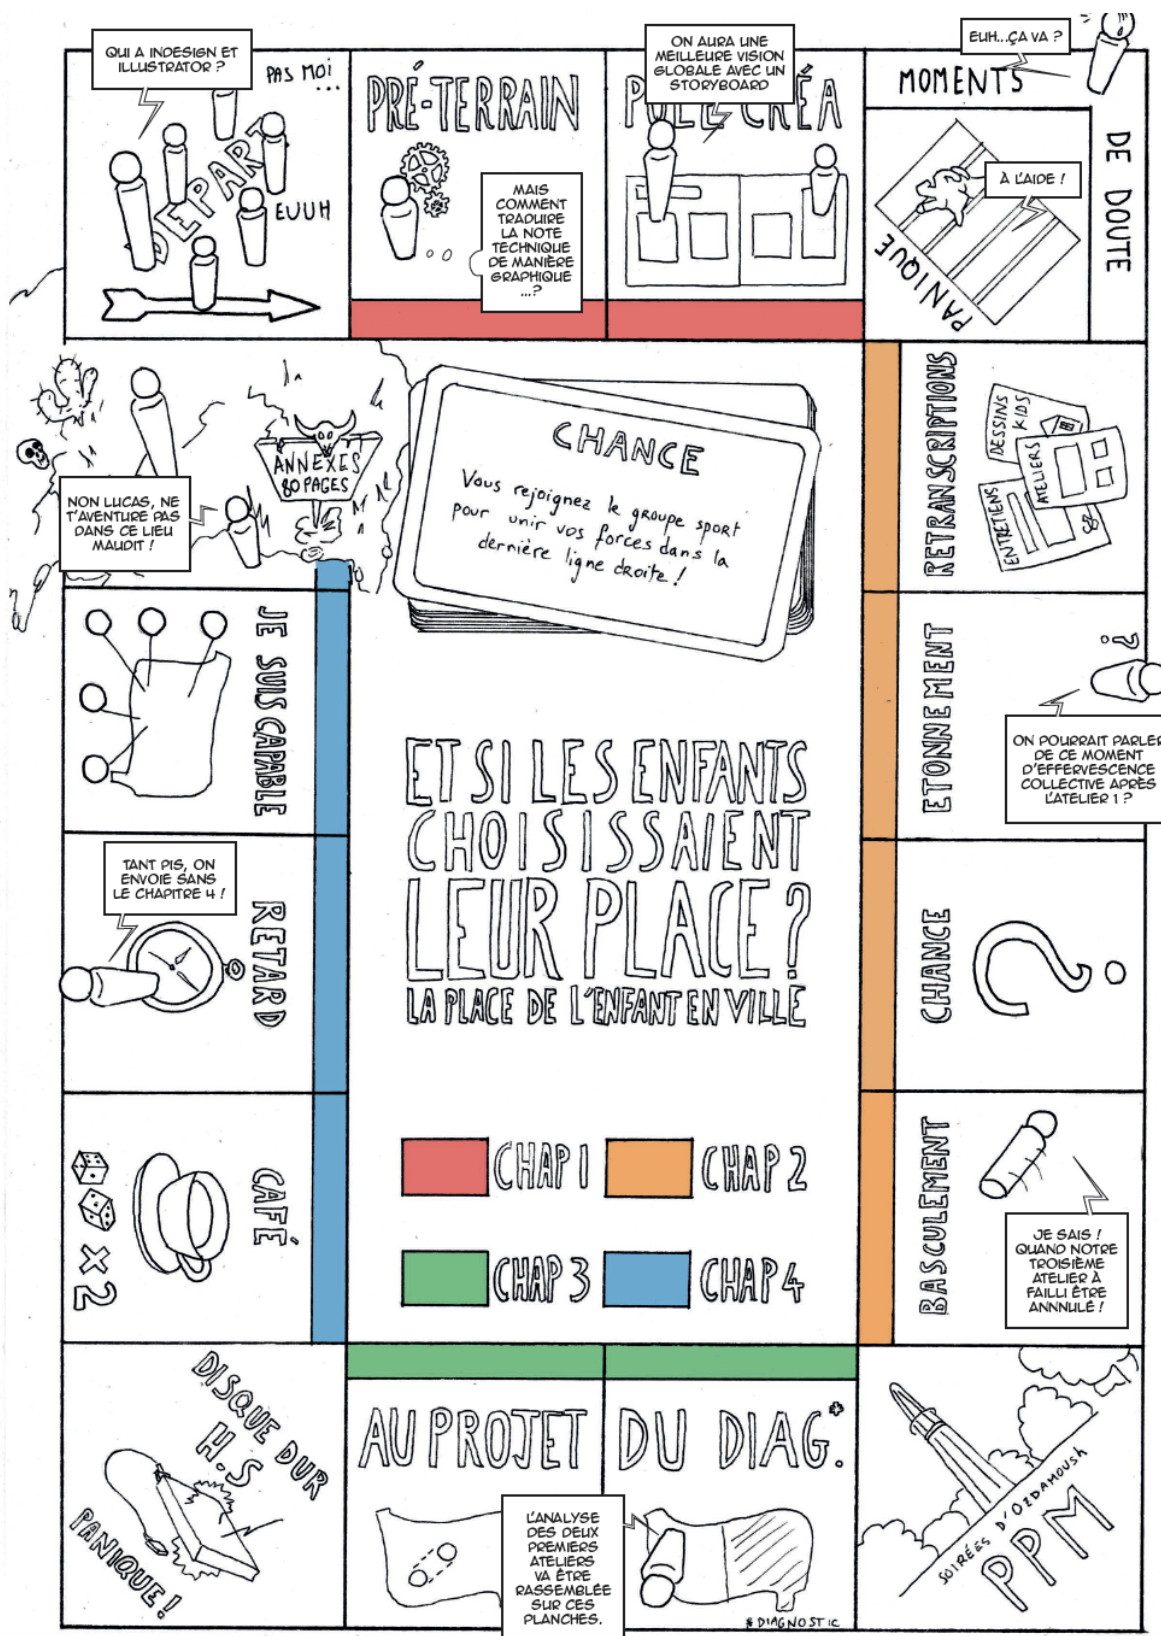 QUI A INDESIGN ET
ILLUSTRATOR ?
PAS MOI
...
DEPART
EUUH
PRÉ-TERRAIN
MAIS
COMMENT
TRADUIRE
LA NOTE
TECHNIQUE
DE MANIÈRE
GRAPHIQUE
...?
ON AURA UNE
MEILLEURE VISION
GLOBALE AVEC UN
STORYBOARD
CRÉA
EUH...ÇA VA ?
MOMENTS
DE DOUTE
À L'AIDE !
PANIQUE
RETRANSCRIPTIONS
DESSINS
KIDS
ATELIERS
ENTRETIENS
ETONNEMENT
?
ON POURRAIT PARLER
DE CE MOMENT
D'EFFERVESCENCE
COLLECTIVE APRÈS
L'ATELIER 1 ?
CHANCE
?
BASCULEMENT
JE SAIS !
QUAND NOTRE
TROISIÈME
ATELIER À
FAILLI ÊTRE
ANNNULÉ !
SOIRÉES D'OZDAMOUSH
PPM
DU DIAG.*
* DIAGNOSTIC
AU PROJET
L'ANALYSE
DES DEUX
PREMIERS
ATELIERS
VA ÊTRE
RASSEMBLÉE
SUR CES
PLANCHES.
DISQUE DUR
H.S
PANIQUE !
CAFÉ
X2
RETARD
TANT PIS, ON
ENVOIE SANS
LE CHAPITRE 4 !
JE SUIS CAPABLE
ANNEXES
80 PAGES
NON LUCAS, NE
T'AVENTURE PAS
DANS CE LIEU
MAUDIT !
CHANCE
Vous rejoignez le groupe sport
pour unir vos forces dans la
dernière ligne droite !
ET SI LES ENFANTS
CHOISISSAIENT
LEUR PLACE ?
LA PLACE DE L'ENFANT EN VILLE
CHAP 1
CHAP 2
CHAP 3
CHAP 4